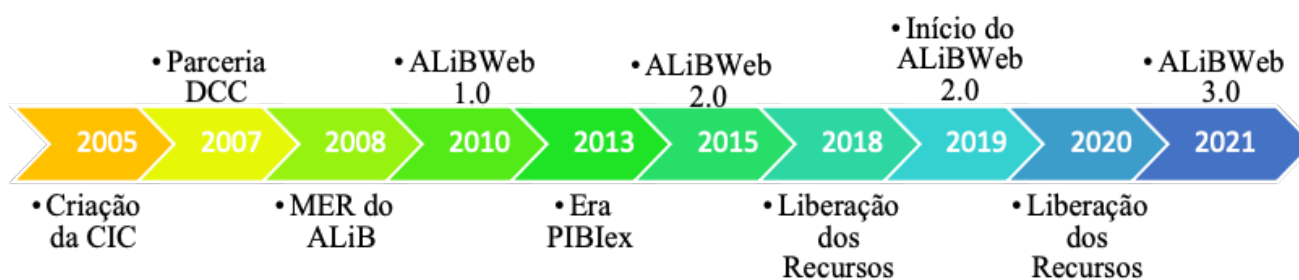 • Parceria
DCC
• ALiBWeb
1.0
• ALiBWeb
2.0
• Início do
ALiBWeb
2.0
• ALiBWeb
3.0
2005
2007
2008
2010
2013
2015
2018
2019
2020
2021
• Criação
da CIC
• MER do
ALiB
• Era
PIBIex
• Liberação
dos
Recursos
• Liberação
dos
Recursos